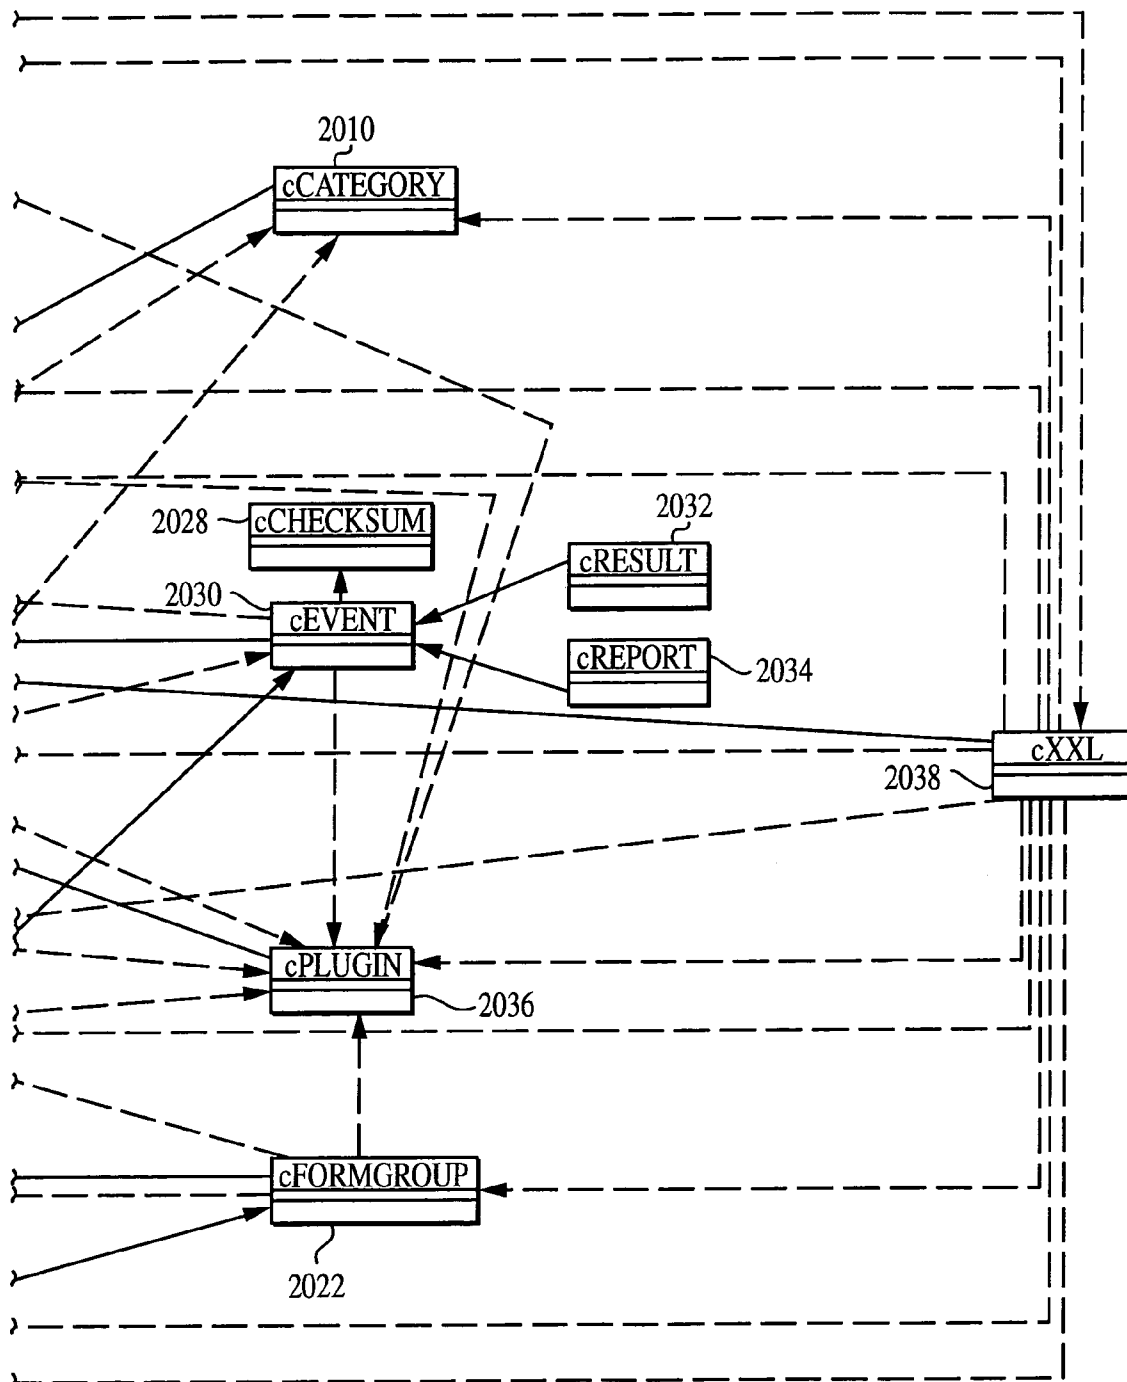 2010
cCATEGORY
2028
cCHECKSUM
2032
cRESULT
2030
cEVENT
cREPORT
2034
cXXL
2038
cPLUGIN
2036
cFORMGROUP
2022